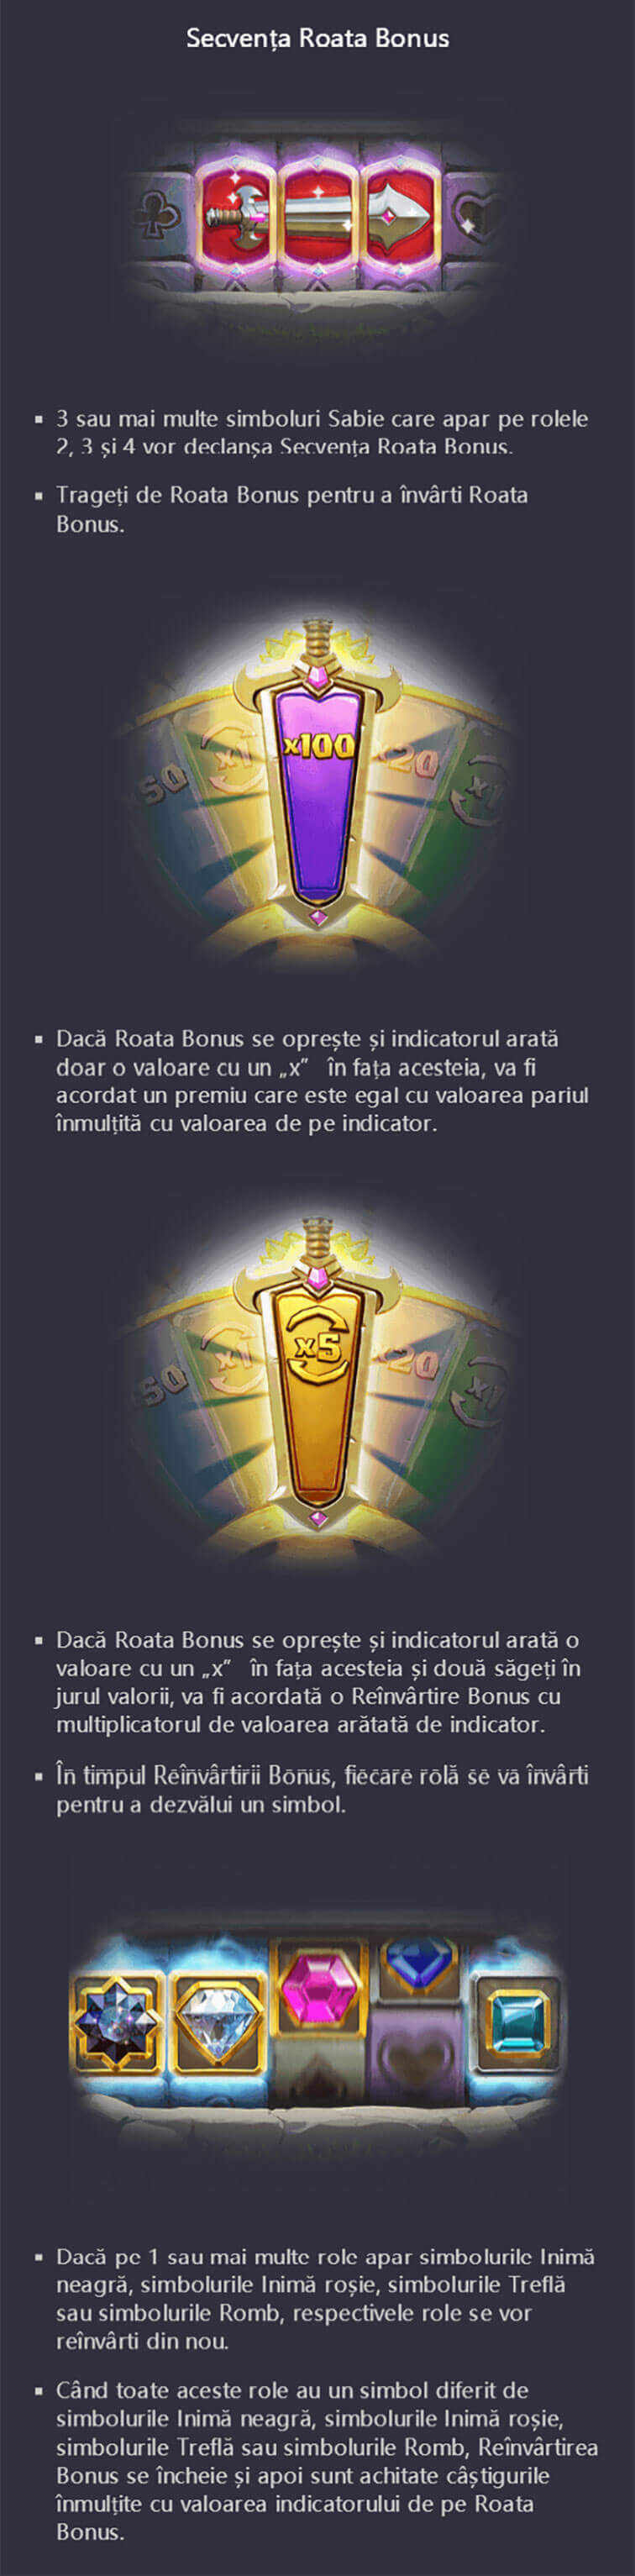 Secvența Roata Bonus
3 sau mai multe simboluri Sabie care apar pe rolele
2, 3 și 4 vor declanșa Secvența Roata Bonus.
Trageți de Roata Bonus pentru a învârti Roata
Bonus.
x100
50
x1
20
x1
Dacă Roata Bonus se oprește și indicatorul arată
doar o valoare cu un „x” în fața acesteia, va fi
acordat un premiu care este egal cu valoarea pariul
înmulțită cu valoarea de pe indicator.
x5
50
x1
x20
x1
Dacă Roata Bonus se oprește și indicatorul arată o
valoare cu un „x” în fața acesteia și două săgeți în
jurul valorii, va fi acordată o Reînvârtire Bonus cu
multiplicatorul de valoarea arătată de indicator.
În timpul Reînvârtirii Bonus, fiecare rolă se va învârti
pentru a dezvălui un simbol.
Dacă pe 1 sau mai multe role apar simbolurile Inimă
neagră, simbolurile Inimă roșie, simbolurile Treflă
sau simbolurile Romb, respectivele role se vor
reînvârti din nou.
Când toate aceste role au un simbol diferit de
simbolurile Inimă neagră, simbolurile Inimă roșie,
simbolurile Treflă sau simbolurile Romb, Reînvârtirea
Bonus se încheie și apoi sunt achitate câștigurile
înmulțite cu valoarea indicatorului de pe Roata
Bonus.